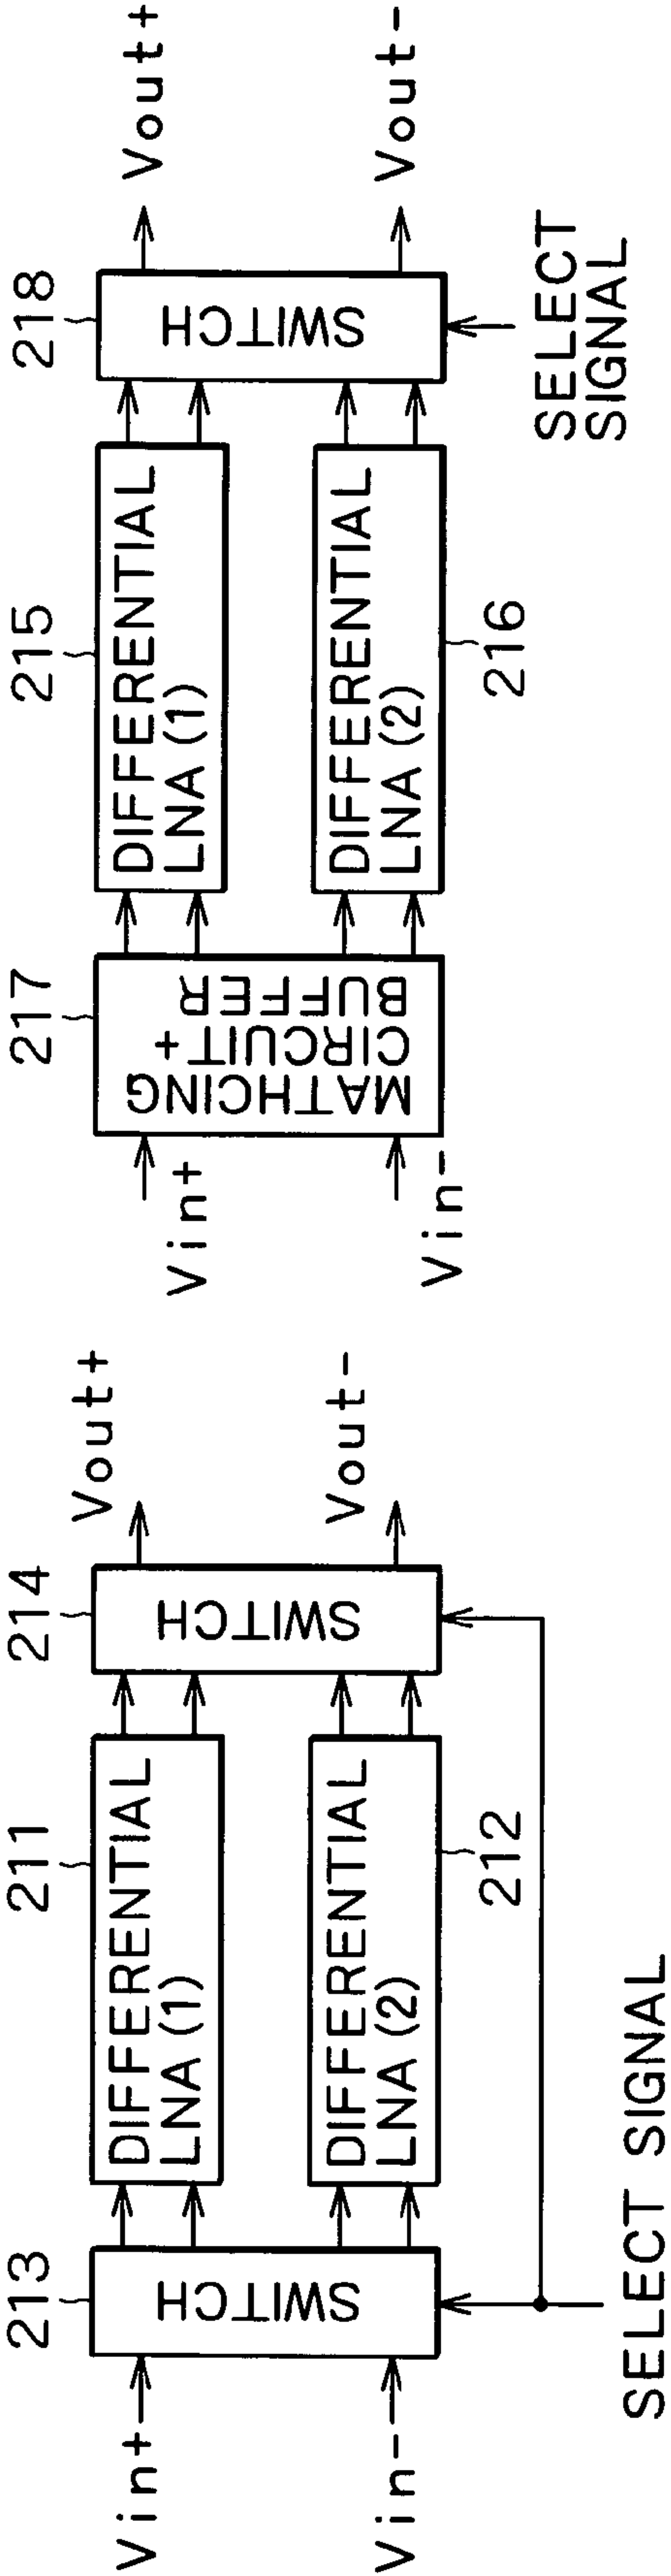 213
211
214
Vin+
Vin-
SWITCH
DIFFERENTIAL
LNA (1)
DIFFERENTIAL
LNA (2)
SWITCH
Vout+
Vout-
212
SELECT SIGNAL
217
215
218
Vin+
Vin-
MATHCING
CIRCUIT+
BUFFER
DIFFERENTIAL
LNA (1)
DIFFERENTIAL
LNA (2)
SWITCH
Vout+
Vout-
216
SELECT
SIGNAL